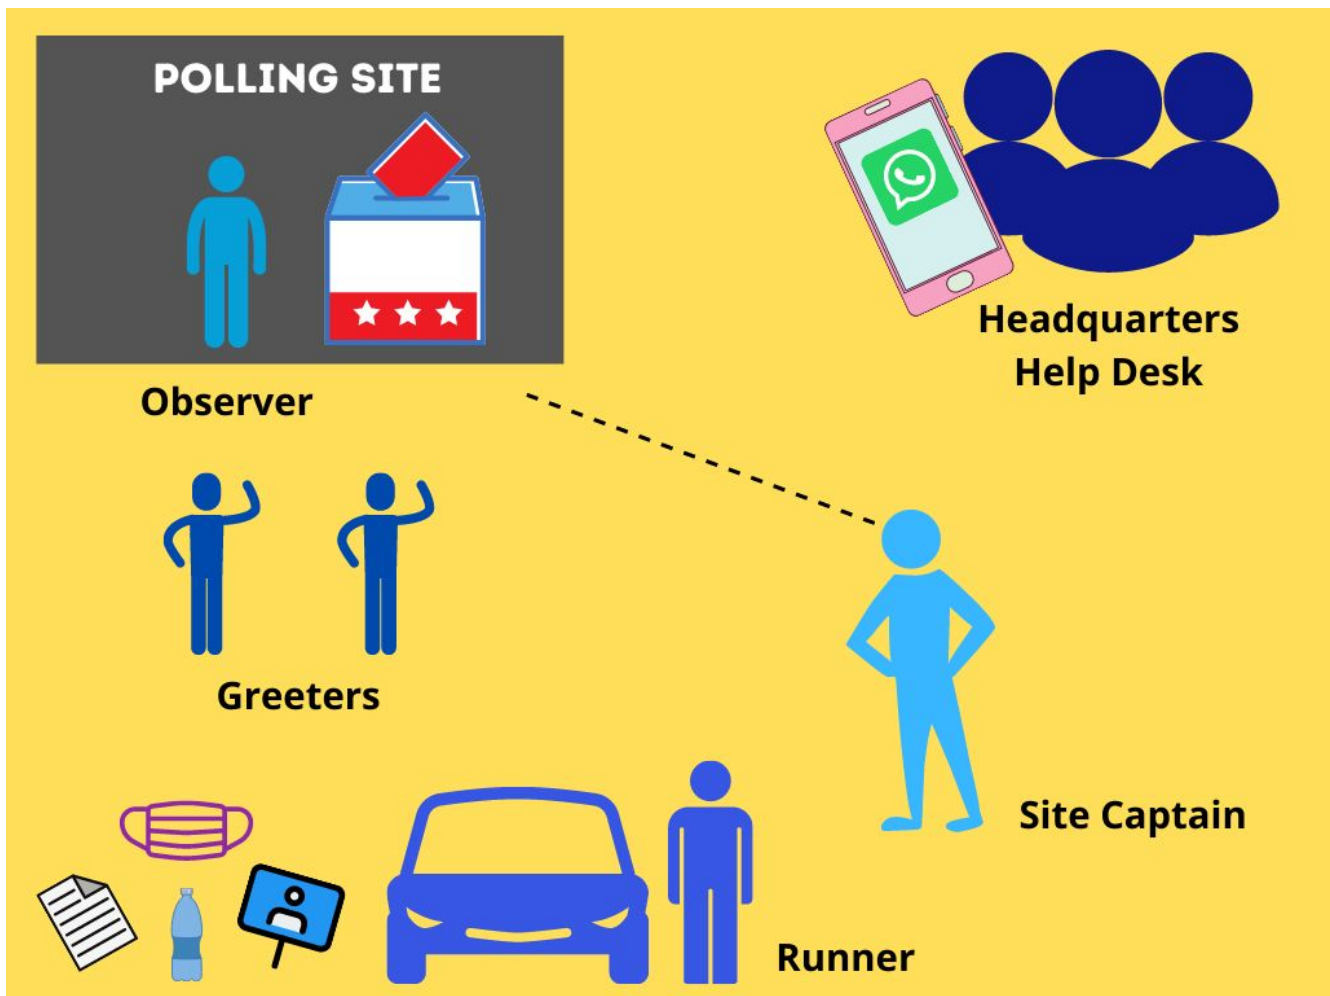 POLLING SITE
Observer
Headquarters
Help Desk
Greeters
Site Captain
Runner